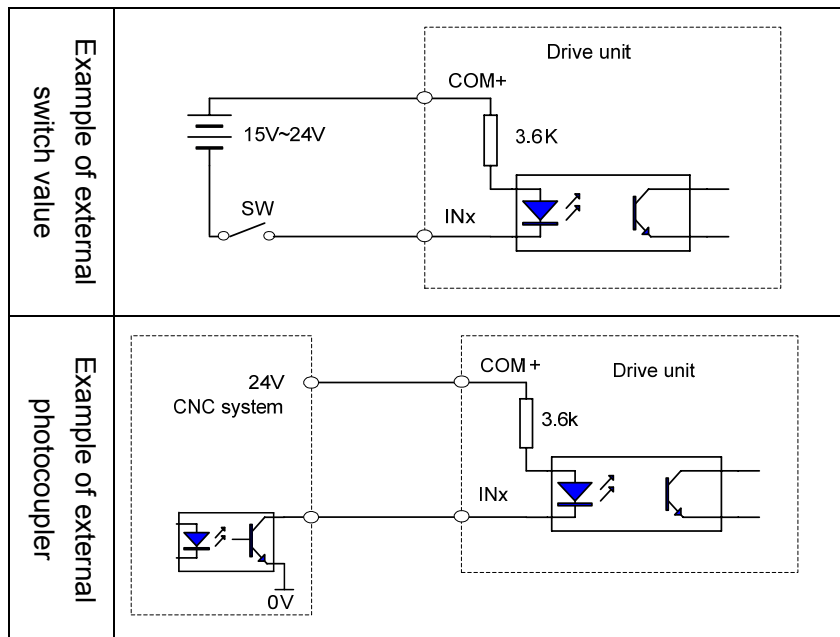 Example of external
switch value
Drive unit
COM+
15V~24V
3.6K
SW
INx
Example of external
photocoupler
24V
CNC system
COM+
Drive unit
3.6k
INx
0V